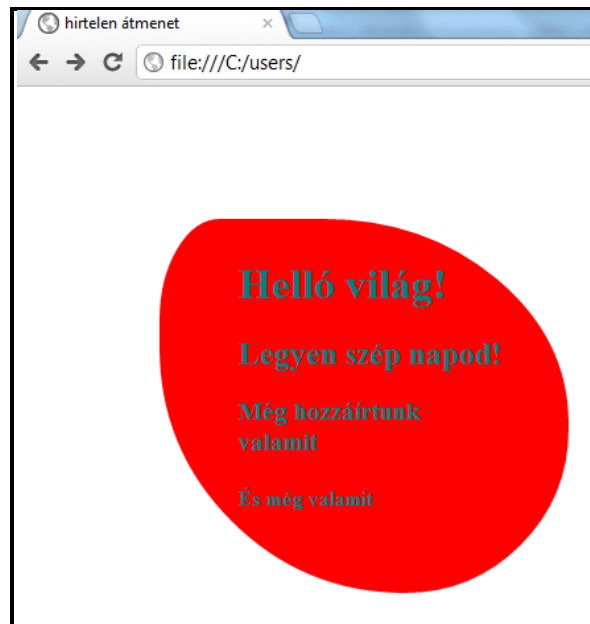 hirtelen átmenet
file:///C:/users/
Helló világ!
Legyen szép napod!
Még hozzáírtunk
valamit
És még valamit